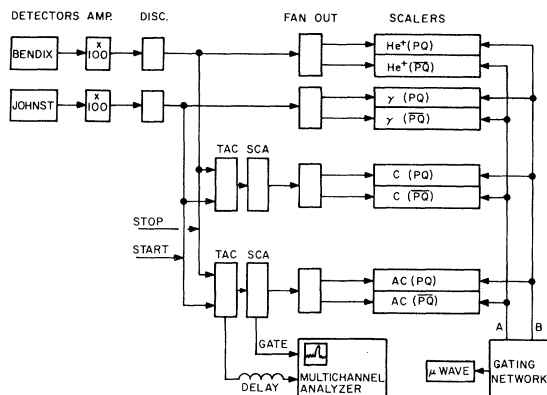 DETECTORS AMP. DISC. FAN OUT SCALERS
BENDIX
x
100
He⁺(PQ)
He⁺(P̅Q̅)
JOHNST
x
100
γ (PQ)
γ (P̅Q̅)
TAC SCA
C (PQ)
C (P̅Q̅)
STOP
START
TAC SCA
AC (PQ)
AC (P̅Q̅)
A B
GATE
μ WAVE
GATING
NETWORK
MULTICHANNEL
ANALYZER
DELAY